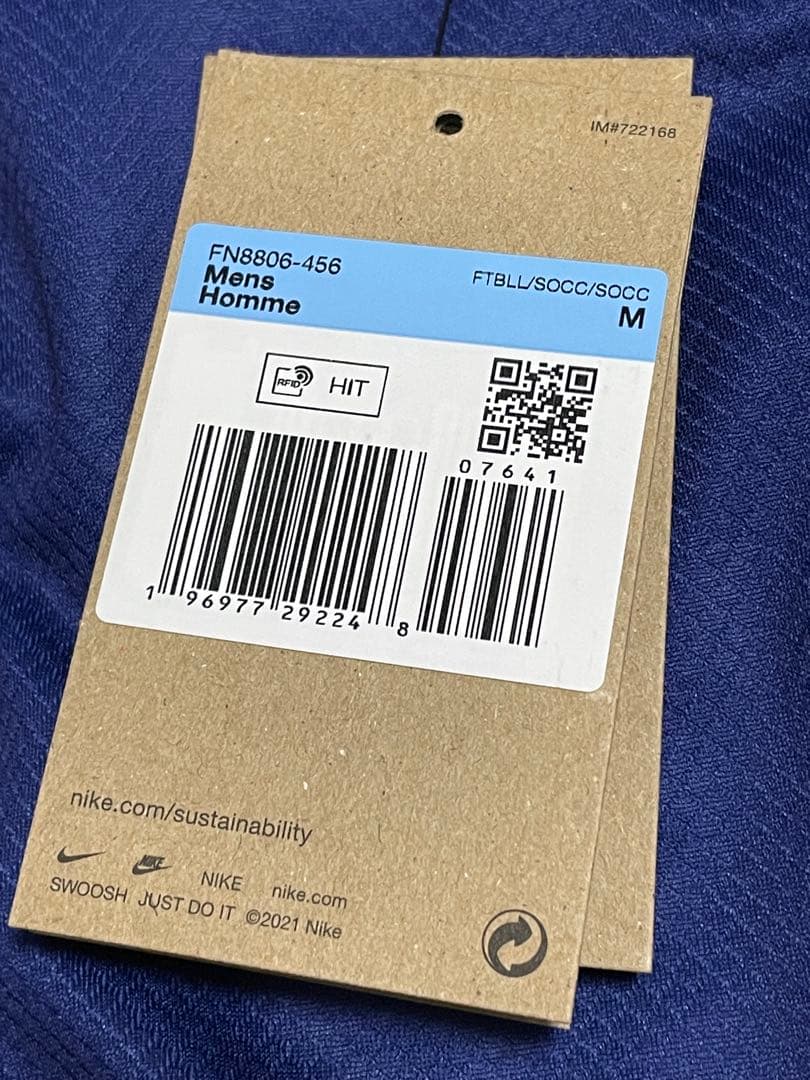 IM#722168
FN8806-456
Mens
Homme
FTBLL/SOCC/SOCC
M
RFID HIT
07641
1 96977 29224 8
nike.com/sustainability
NIKE NIKE nike.com
SWOOSH JUST DO IT ©2021 Nike